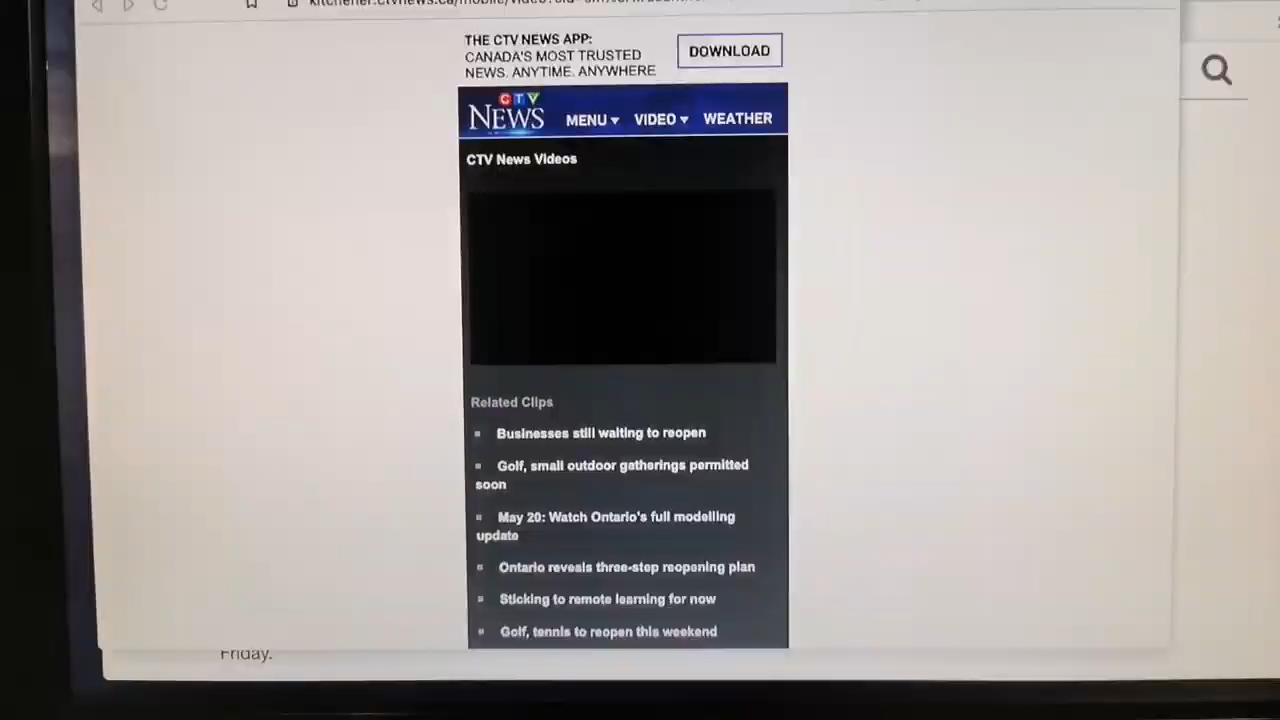 THE CTV NEWS APP:
CANADA'S MOST TRUSTED
NEWS. ANYTIME. ANYWHERE
DOWNLOAD
CTV
NEWS
MENU VIDEO WEATHER
CTV News Videos
Related Clips
Businesses still waiting to reopen
Golf, small outdoor gatherings permitted
soon
May 20: Watch Ontario's full modelling
update
Ontario reveals three-step reopening plan
Sticking to remote learning for now
Golf, tennis to reopen this weekend
Friday.